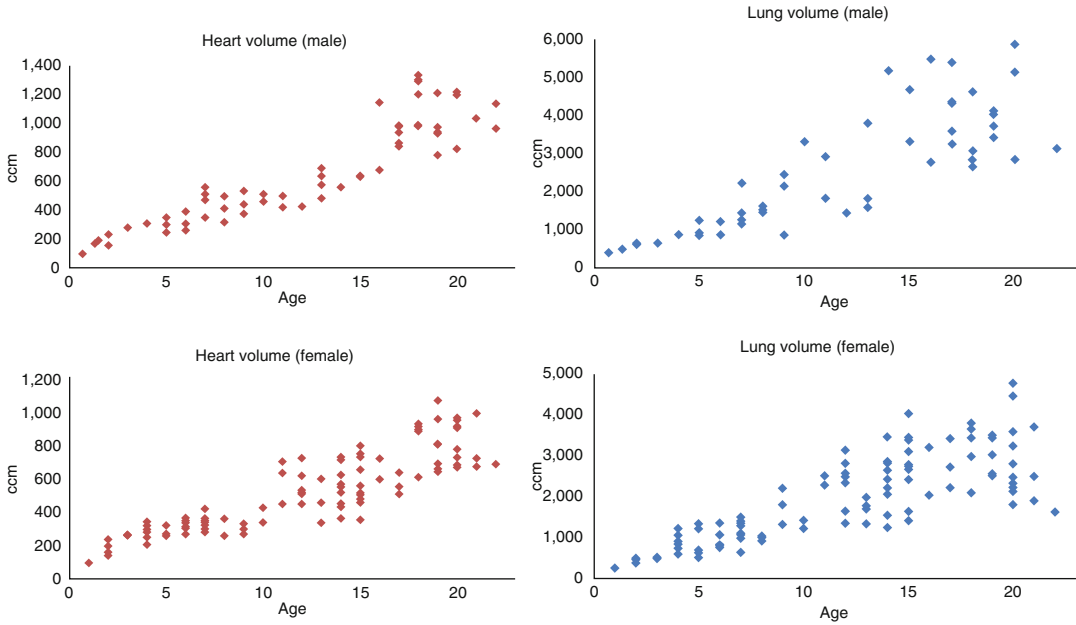 Heart volume (male)
ccm
1,400
1,200
1,000
800
600
400
200
0
0 5 10 15 20
Age
Lung volume (male)
ccm
6,000
5,000
4,000
3,000
2,000
1,000
0
0 5 10 15 20
Age
Heart volume (female)
ccm
1,200
1,000
800
600
400
200
0
0 5 10 15 20
Age
Lung volume (female)
ccm
5,000
4,000
3,000
2,000
1,000
0
0 5 10 15 20
Age